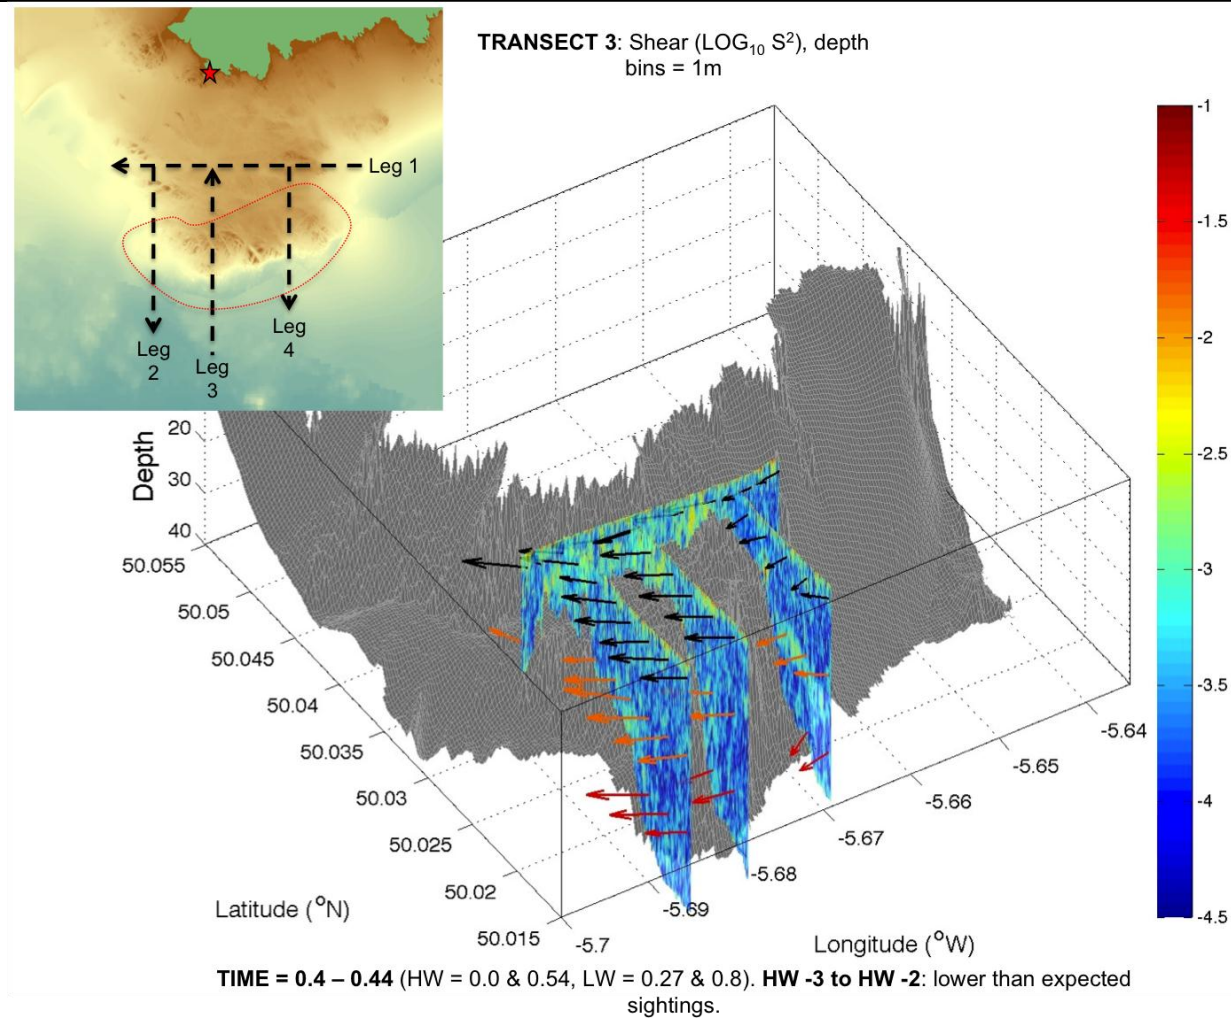 TRANSECT 3: Shear (LOG₁₀ S²), depth
bins = 1m
Leg 1
Leg
2
Leg
3
Leg
4
-1
-1.5
-2
-2.5
-3
-3.5
-4
-4.5
Depth
20
30
40
50.055
50.05
50.045
50.04
50.035
50.03
50.025
50.02
50.015
Latitude (°N)
-5.7
-5.69
-5.68
-5.67
-5.66
-5.65
-5.64
Longitude (°W)
TIME = 0.4 – 0.44 (HW = 0.0 & 0.54, LW = 0.27 & 0.8). HW -3 to HW -2: lower than expected
sightings.